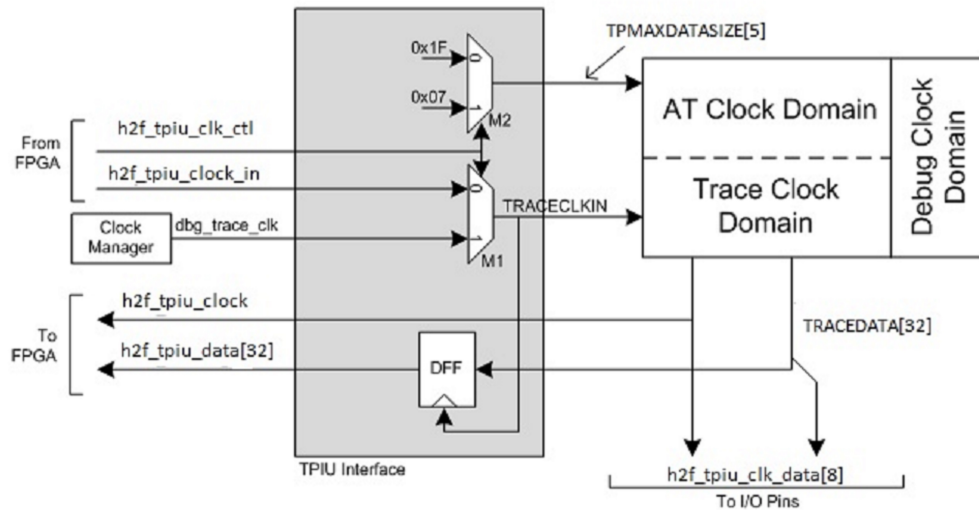 TPMAXDATASIZE[5]
0x1F
0
0x07
1
M2
AT Clock Domain
Debug Clock
Domain
From
FPGA
h2f_tpiu_clk_ctl
h2f_tpiu_clock_in
0
TRACECLKIN
Trace Clock
Domain
Clock
Manager
dbg_trace_clk
1
M1
To
FPGA
h2f_tpiu_clock
h2f_tpiu_data[32]
DFF
TRACEDATA[32]
TPIU Interface
h2f_tpiu_clk_data[8]
To I/O Pins